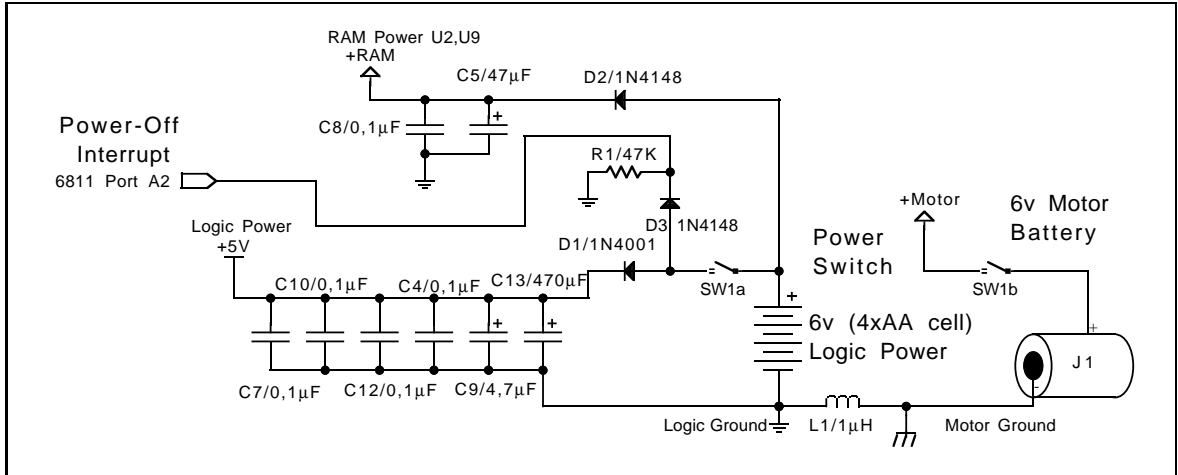 RAM Power U2,U9
+RAM
C5/47μF
D2/1N4148
C8/0,1μF
+
Power-Off
Interrupt
6811 Port A2
R1/47K
D3 1N4148
Logic Power
+5V
D1/1N4001
Power
Switch
+Motor
6v Motor
Battery
C10/0,1μF
C4/0,1μF
C13/470μF
SW1a
SW1b
+
+
+
6v (4xAA cell)
Logic Power
+
J1
-
C7/0,1μF
C12/0,1μF
C9/4,7μF
Logic Ground
L1/1μH
Motor Ground